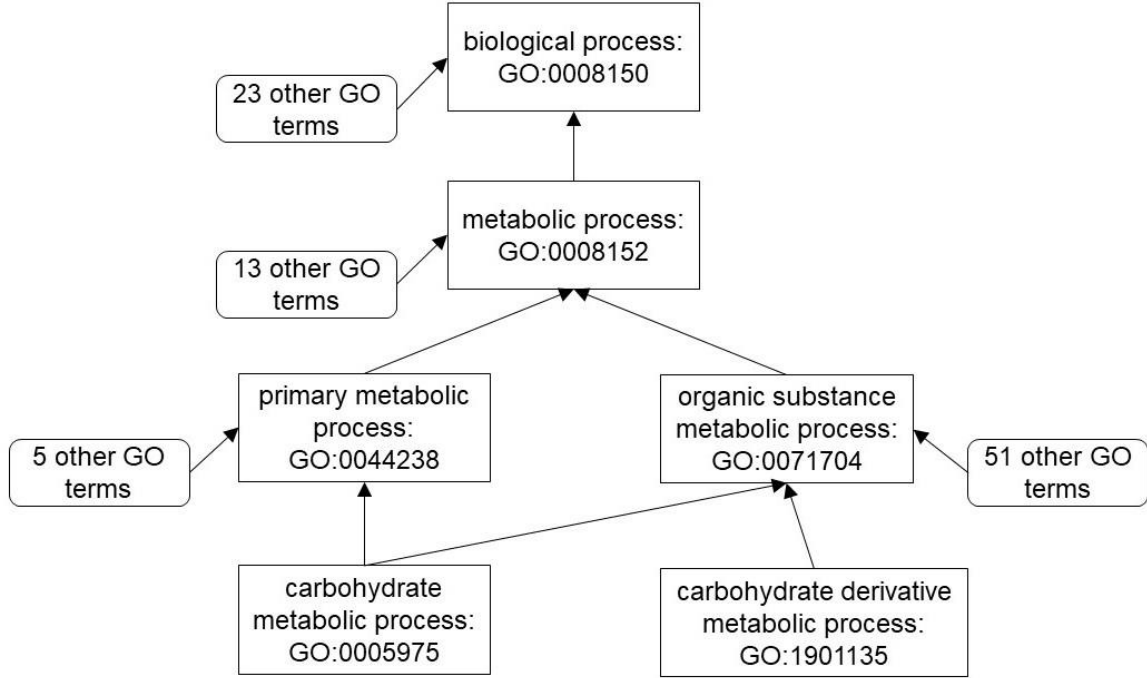 biological process:
GO:0008150
23 other GO
terms
metabolic process:
GO:0008152
13 other GO
terms
primary metabolic
process:
GO:0044238
organic substance
metabolic process:
GO:0071704
5 other GO
terms
51 other GO
terms
carbohydrate
metabolic process:
GO:0005975
carbohydrate derivative
metabolic process:
GO:1901135